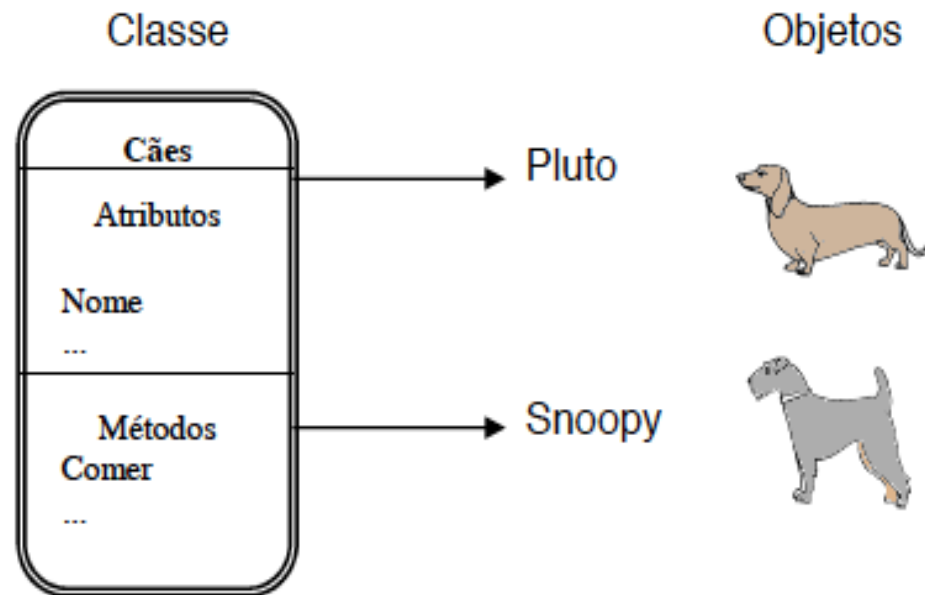 Classe
Objetos
Cães
Atributos
Nome
...
Métodos
Comer
...
Pluto
Snoopy